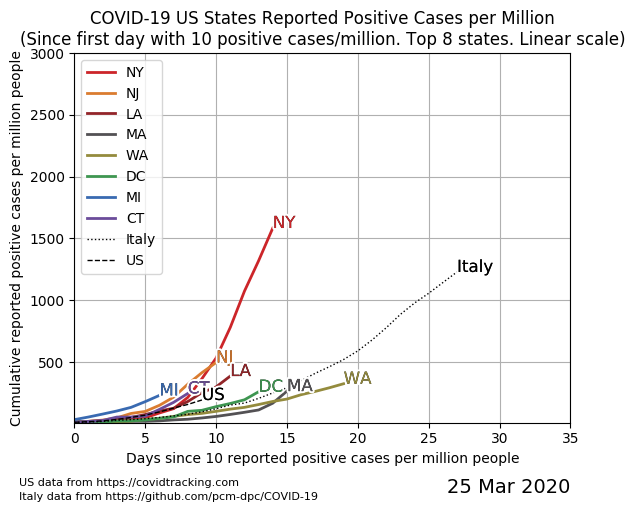 COVID-19 US States Reported Positive Cases per Million
(Since first day with 10 positive cases/million. Top 8 states. Linear scale)
Cumulative reported positive cases per million people
3000
2500
2000
1500
1000
500
NY
NJ
LA
MA
WA
DC
MI
CT
Italy
US
NY
Italy
NJ
LA
MI
CT
US
DC
MA
WA
0
5
10
15
20
25
30
35
Days since 10 reported positive cases per million people
US data from https://covidtracking.com
Italy data from https://github.com/pcm-dpc/COVID-19
25 Mar 2020